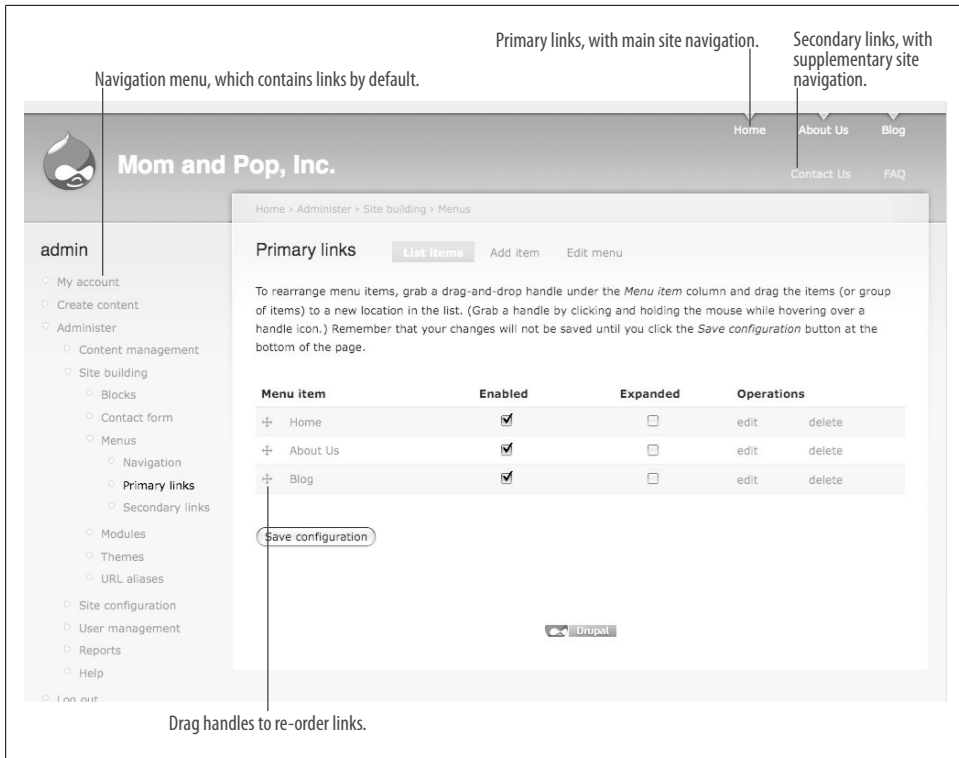 Primary links, with main site navigation.
Secondary links, with
supplementary site
navigation.
Navigation menu, which contains links by default.
Home About Us Blog
Mom and Pop, Inc.
Contact Us FAQ
Home › Administer › Site building › Menus
admin
My account
Create content
Administer
Content management
Site building
Blocks
Contact form
Menus
Navigation
Primary links
Secondary links
Modules
Themes
URL aliases
Site configuration
User management
Reports
Help
Log out
Primary links List items Add item Edit menu
To rearrange menu items, grab a drag-and-drop handle under the Menu item column and drag the items (or group
of items) to a new location in the list. (Grab a handle by clicking and holding the mouse while hovering over a
handle icon.) Remember that your changes will not be saved until you click the Save configuration button at the
bottom of the page.
Menu item Enabled Expanded Operations
Home edit delete
About Us edit delete
Blog edit delete
Save configuration
Drupal
Drag handles to re-order links.